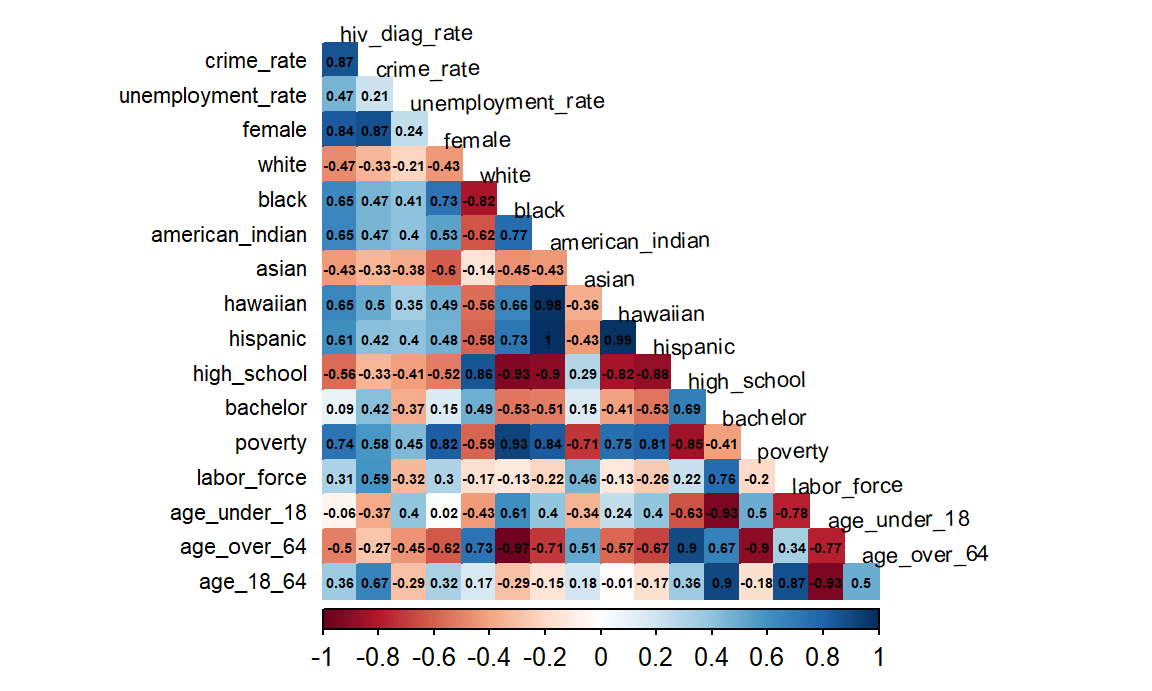 hiv_diag_rate
crime_rate 0.87 crime_rate
unemployment_rate 0.47 0.21 unemployment_rate
female 0.84 0.87 0.24 female
white -0.47 -0.33 -0.21 -0.43 white
black 0.65 0.47 0.41 0.73 -0.82 black
american_indian 0.65 0.47 0.4 0.53 -0.62 0.77 american_indian
asian -0.43 -0.33 -0.38 -0.6 -0.14 -0.45 -0.43 asian
hawaiian 0.65 0.5 0.35 0.49 -0.56 0.66 0.98 -0.36 hawaiian
hispanic 0.61 0.42 0.4 0.48 -0.58 0.73 1 -0.43 0.99 hispanic
high_school -0.56 -0.33 -0.41 -0.52 0.86 -0.93 -0.9 0.29 -0.82 -0.88 high_school
bachelor 0.09 0.42 -0.37 0.15 0.49 -0.53 -0.51 0.15 -0.41 -0.53 0.69 bachelor
poverty 0.74 0.58 0.45 0.82 -0.59 0.93 0.84 -0.71 0.75 0.81 -0.85 -0.41 poverty
labor_force 0.31 0.59 -0.32 0.3 -0.17 -0.13 -0.22 0.46 -0.13 -0.26 0.22 0.76 -0.2 labor_force
age_under_18 -0.06 -0.37 0.4 0.02 -0.43 0.61 0.4 -0.34 0.24 0.4 -0.63 -0.93 0.5 -0.78 age_under_18
age_over_64 -0.5 -0.27 -0.45 -0.62 0.73 -0.97 -0.71 0.51 -0.57 -0.67 0.9 0.67 -0.9 0.34 -0.77 age_over_64
age_18_64 0.36 0.67 -0.29 0.32 0.17 -0.29 -0.15 0.18 -0.01 -0.17 0.36 0.9 -0.18 0.87 -0.93 0.5
-1 -0.8 -0.6 -0.4 -0.2 0 0.2 0.4 0.6 0.8 1